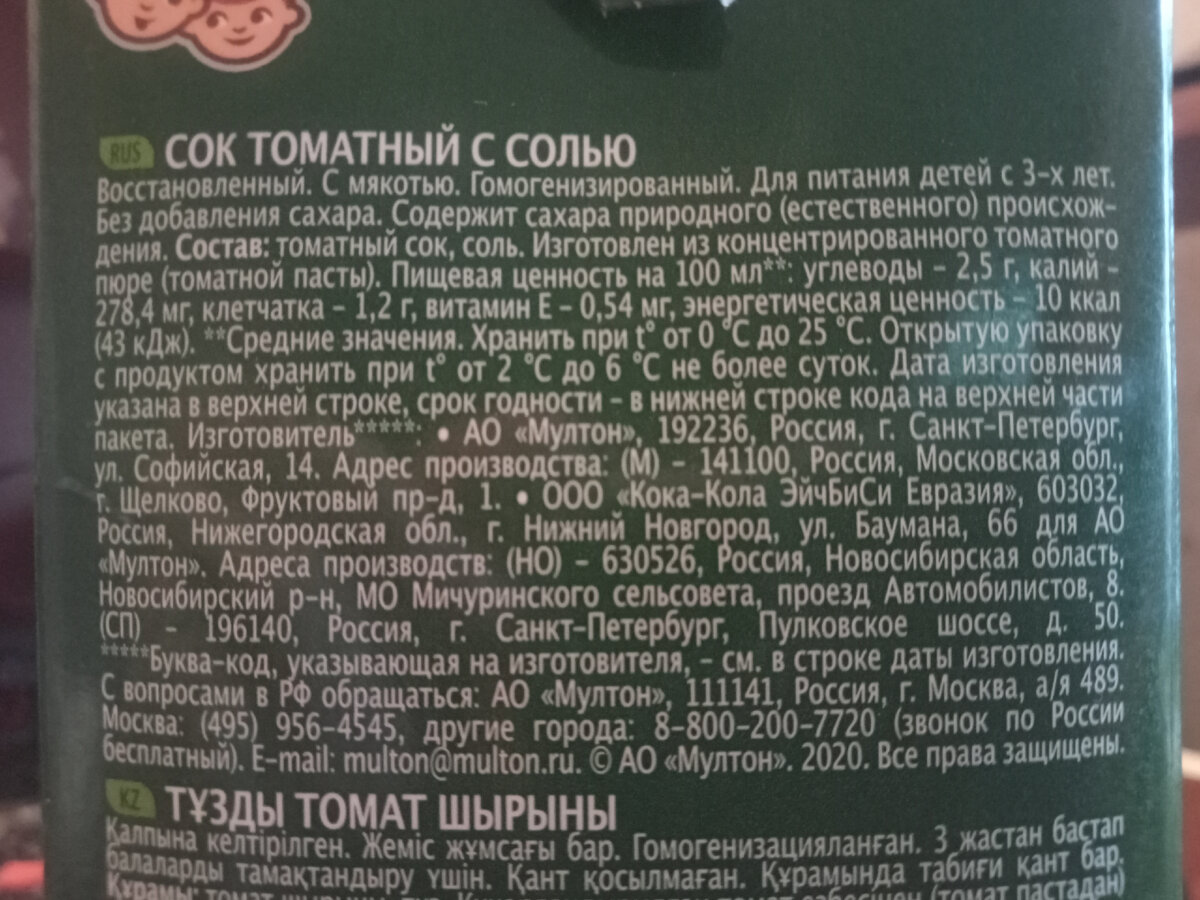 RUS СОК ТОМАТНЫЙ С СОЛЬЮ
Восстановленный. С мякотью. Гомогенизированный. Для питания детей с 3-х лет.
Без добавления сахара. Содержит сахара природного (естественного) происхож-
дения. Состав: томатный сок, соль. Изготовлен из концентрированного томатного
пюре (томатной пасты). Пищевая ценность на 100 мл**: углеводы – 2,5 г, калий –
278,4 мг, клетчатка – 1,2 г, витамин Е – 0,54 мг, энергетическая ценность – 10 ккал
(43 кДж). **Средние значения. Хранить при t° от 0 °С до 25 °С. Открытую упаковку
с продуктом хранить при t° от 2 °С до 6 °С не более суток. Дата изготовления
указана в верхней строке, срок годности – в нижней строке кода на верхней части
пакета. Изготовитель*****: • АО «Мултон», 192236, Россия, г. Санкт-Петербург,
ул. Софийская, 14. Адрес производства: (М) – 141100, Россия, Московская обл.,
г. Щелково, Фруктовый пр-д, 1. • ООО «Кока-Кола ЭйчБиСи Евразия», 603032,
Россия, Нижегородская обл., г. Нижний Новгород, ул. Баумана, 66 для АО
«Мултон». Адреса производств: (НО) – 630526, Россия, Новосибирская область,
Новосибирский р-н, МО Мичуринского сельсовета, проезд Автомобилистов, 8.
(СП) – 196140, Россия, г. Санкт-Петербург, Пулковское шоссе, д. 50.
*****Буква-код, указывающая на изготовителя, – см. в строке даты изготовления.
С вопросами в РФ обращаться: АО «Мултон», 111141, Россия, г. Москва, а/я 489.
Москва: (495) 956-4545, другие города: 8-800-200-7720 (звонок по России
бесплатный). E-mail: multon@multon.ru. © АО «Мултон». 2020. Все права защищены.
KZ ТҰЗДЫ ТОМАТ ШЫРЫНЫ
Қалпына келтірілген. Жеміс жұмсағы бар. Гомогенизацияланған. 3 жастан бастап
балаларды тамақтандыру үшін. Қант қосылмаған. Құрамында табиғи қант бар.
Құрамы: томат шырыны, тұз. (томат пастадан)